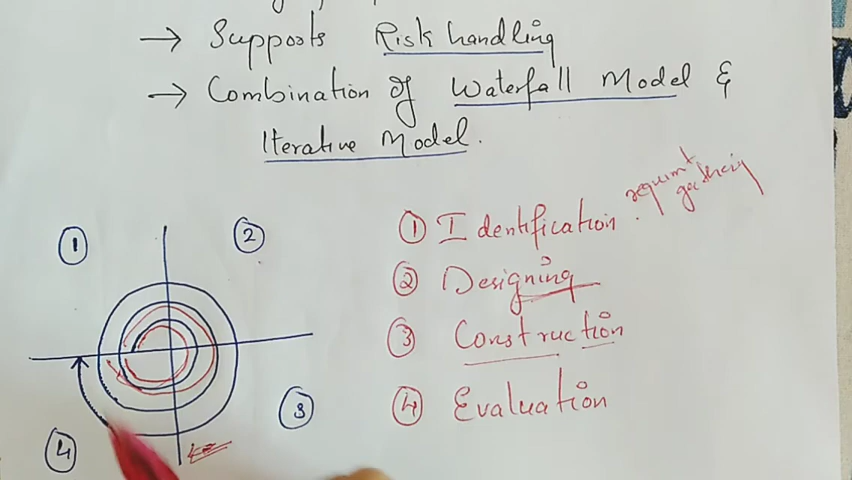 → Supports Risk handling
→ Combination of Waterfall Model &
Iterative Model.
① Identification.
gathering
② Designing
③ Construction
④ Evaluation
①
②
③
④